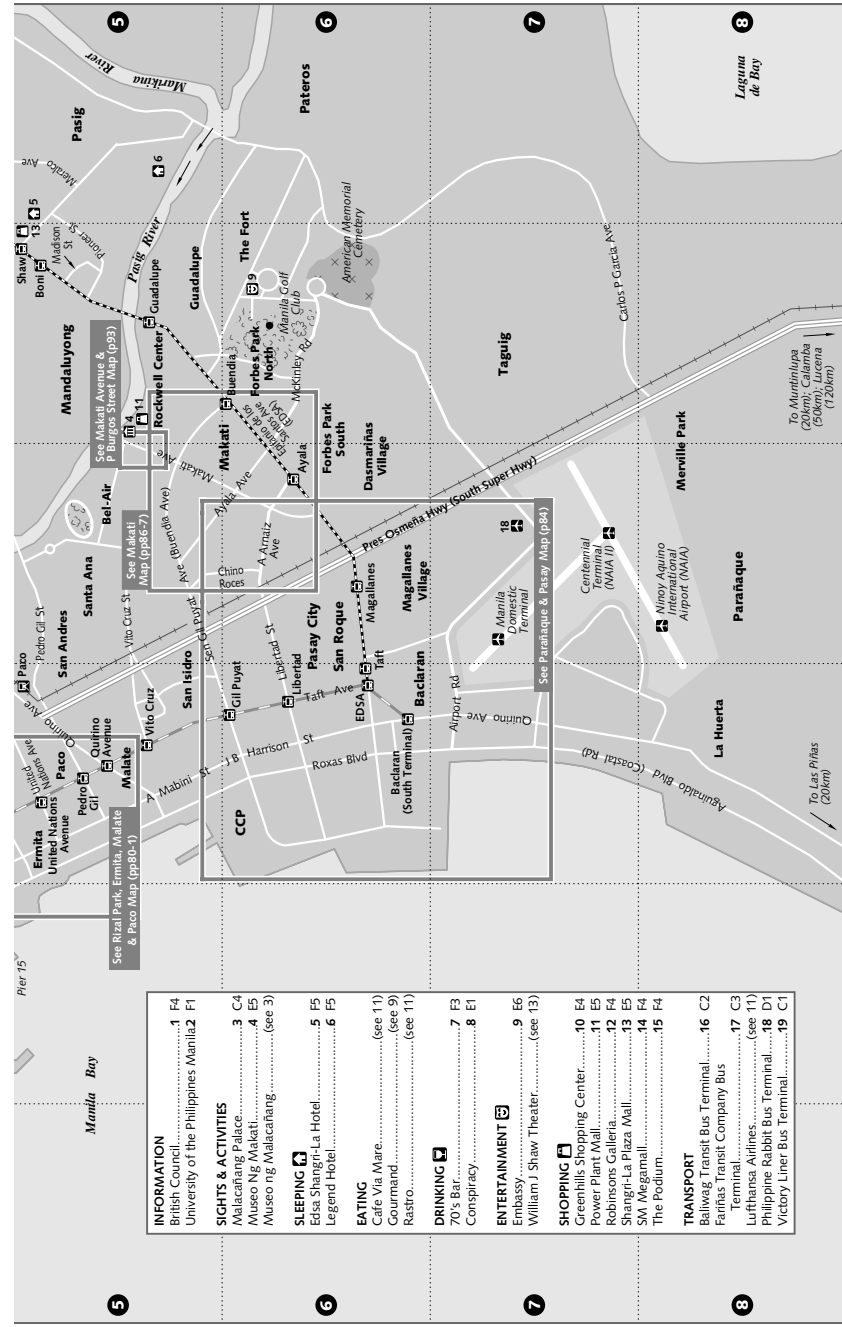 5
6
7
8
Pasig
Marikina
River
Pateros
Laguna
de Bay
Meralco
Ave
6
5
13
Shaw
Boni
Madison
St
Pioneer St
Pasig River
Guadalupe
Guadalupe
The Fort
9
American Memorial
Cemetery
Manila Golf
Club
Forbes Park
North
McKinley Rd
Carlos P Garcia Ave
Taguig
Mandaluyong
See Makati Avenue &
P Burgos Street Map (p93)
4
11
Rockwell Center
Buendia
Makati
Epifanio de los
Santos Ave
(EDSA)
Ayala
Forbes Park
South
Dasmariñas
Village
To Muntinlupa
(20km); Calamba
(50km); Lucena
(120km)
Merville Park
Bel-Air
Makati Ave
Ayala Ave
See Makati
Map (pp86-7)
Sen Gil Puyat Ave (Buendia Ave)
Chino
Roces
A Arnaiz
Ave
Pres Osmeña Hwy (South Super Hwy)
18
Centennial
Terminal
(NAIA II)
Ninoy Aquino
International
Airport (NAIA)
Manila
Domestic
Terminal
See Parañaque & Pasay Map (p84)
Parañaque
Santa Ana
Pedro Gil St
San Andres
Vito Cruz St
San Isidro
Paco
Quirino Ave
Pasay City
San Roque
Magallanes
Magallanes
Village
Libertad St
Libertad
Taft Ave
Taft
EDSA
Gil Puyat
Vito Cruz
Baclaran
Baclaran
(South Terminal)
Airport Rd
Quirino Ave
La Huerta
United
Nations Ave
Paco
Quirino
Avenue
Malate
Pedro
Gil
Ermita
United Nations
Avenue
A Mabini St
J B Harrison St
Roxas Blvd
CCP
Aguinaldo Blvd (Coastal Rd)
To Las Piñas
(20km)
See Rizal Park, Ermita, Malate
& Paco Map (pp80-1)
Pier 15
Manila Bay
INFORMATION
British Council 1 F4
University of the Philippines Manila 2 F1
SIGHTS & ACTIVITIES
Malacañang Palace 3 C4
Museo Ng Makati 4 E5
Museo ng Malacañang (see 3)
SLEEPING
Edsa Shangri-La Hotel 5 F5
Legend Hotel 6 F5
EATING
Cafe Via Mare (see 11)
Gourmand (see 9)
Rastro (see 11)
DRINKING
70's Bar 7 F3
Conspiracy 8 E1
ENTERTAINMENT
Embassy 9 E6
William J Shaw Theater (see 13)
SHOPPING
Greenhills Shopping Center 10 E4
Power Plant Mall 11 E5
Robinsons Galleria 12 F4
Shangri-La Plaza Mall 13 E5
SM Megamall 14 F4
The Podium 15 F4
TRANSPORT
Baliwag Transit Bus Terminal 16 C2
Fariñas Transit Company Bus
Terminal 17 C3
Lufthansa Airlines (see 11)
Philippine Rabbit Bus Terminal 18 D1
Victory Liner Bus Terminal 19 C1
5
6
7
8